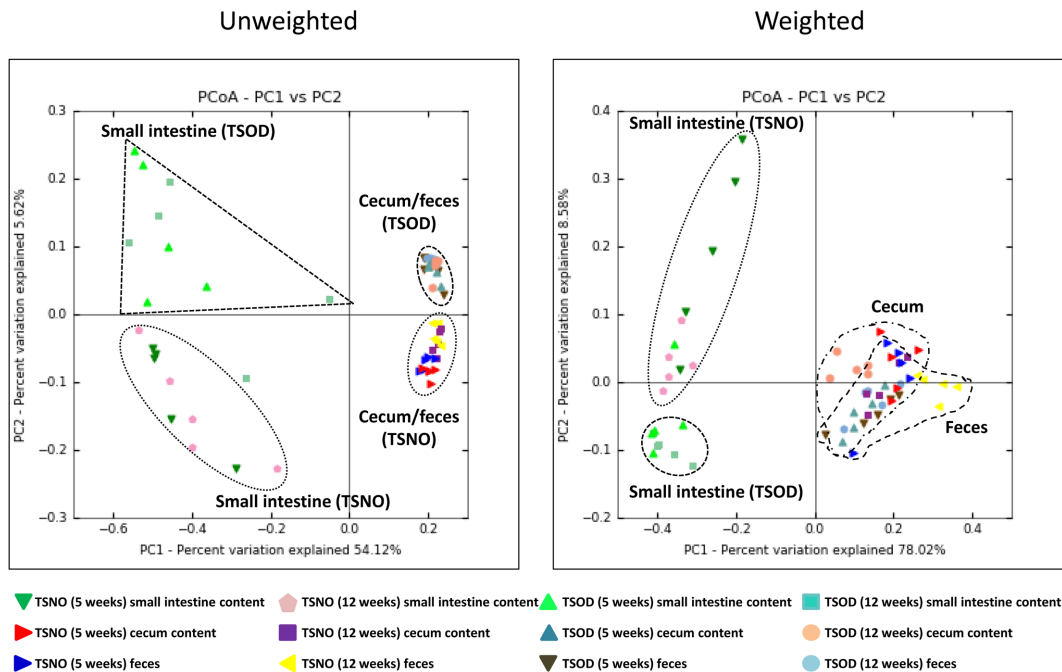 Unweighted
Weighted
PCoA - PC1 vs PC2
Small intestine (TSOD)
Cecum/feces
(TSOD)
Cecum/feces
(TSNO)
Small intestine (TSNO)
PC2 - Percent variation explained 5.62%
0.3
0.2
0.1
0.0
−0.1
−0.2
−0.3
−0.6
−0.4
−0.2
0.0
0.2
PC1 - Percent variation explained 54.12%
PCoA - PC1 vs PC2
Small intestine (TSNO)
Cecum
Feces
Small intestine (TSOD)
PC2 - Percent variation explained 8.58%
0.4
0.3
0.2
0.1
0.0
−0.1
−0.2
−0.4
−0.2
0.0
0.2
0.4
PC1 - Percent variation explained 78.02%
TSNO (5 weeks) small intestine content
TSNO (12 weeks) small intestine content
TSOD (5 weeks) small intestine content
TSOD (12 weeks) small intestine content
TSNO (5 weeks) cecum content
TSNO (12 weeks) cecum content
TSOD (5 weeks) cecum content
TSOD (12 weeks) cecum content
TSNO (5 weeks) feces
TSNO (12 weeks) feces
TSOD (5 weeks) feces
TSOD (12 weeks) feces